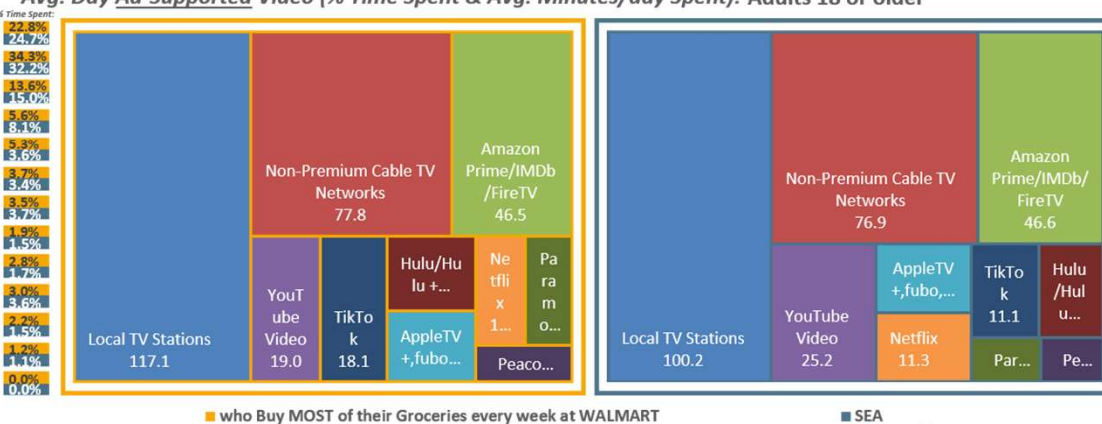 Avg. Day Ad-Supported Video (% Time Spent & Avg. Minutes/day Spent): Adults 18 or older
% Time Spent:
22.8%
24.7%
34.3%
32.2%
13.6%
15.0%
5.6%
8.1%
5.3%
3.6%
3.7%
3.4%
3.5%
3.7%
1.9%
1.5%
2.8%
1.7%
3.0%
3.6%
2.2%
1.5%
1.2%
1.1%
0.0%
0.0%
Local TV Stations
117.1
Non-Premium Cable TV
Networks
77.8
Amazon
Prime/IMDb
/FireTV
46.5
YouT
ube
Video
19.0
TikTo
k
18.1
Hulu/Hu
lu +...
AppleTV
+,fubo...
Ne
tfli
x
1...
Pa
ra
m
o...
Peaco...
Local TV Stations
100.2
Non-Premium Cable TV
Networks
76.9
Amazon
Prime/IMDb/
FireTV
46.6
YouTube
Video
25.2
AppleTV
+,fubo,...
Netflix
11.3
TikTo
k
11.1
Hulu
/Hul
u...
Par...
Pe...
who Buy MOST of their Groceries every week at WALMART
SEA